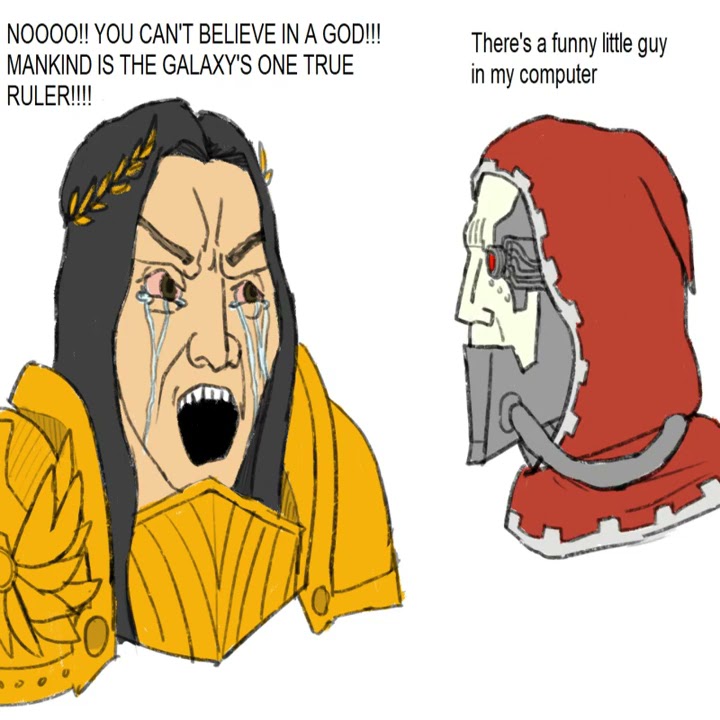 NOOOO!! YOU CAN'T BELIEVE IN A GOD!!!
MANKIND IS THE GALAXY'S ONE TRUE
RULER!!!!
There's a funny little guy
in my computer